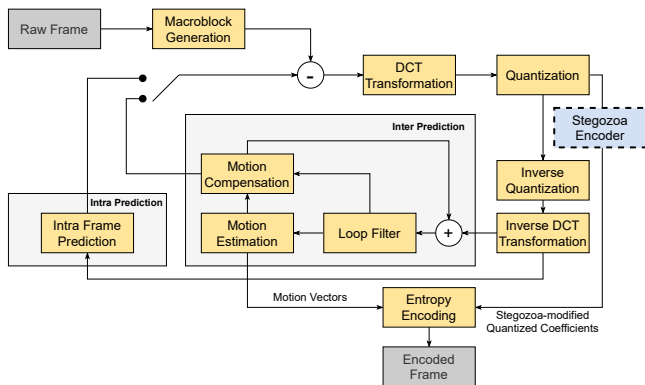 Raw Frame
Macroblock
Generation
DCT
Transformation
Quantization
Stegozoa
Encoder
Inter Prediction
Motion
Compensation
Inverse
Quantization
Intra Prediction
Intra Frame
Prediction
Motion
Estimation
Loop Filter
+
-
Inverse DCT
Transformation
Motion Vectors
Entropy
Encoding
Stegozoa-modified
Quantized Coefficients
Encoded
Frame